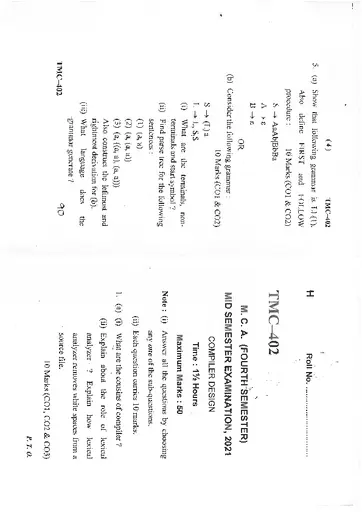 (4)
TMC-402
5. (a) Show that following grammar is LL(1).
Also define FIRST and FOLLOW
procedure : 10 Marks (CO1 & CO2)
S → AaAb|BbBa
A → ε
B → ε
OR
(b) Consider the following grammar :
10 Marks (CO1 & CO2)
S → (L) a
L → L, S|S
(i) What are the terminals, non-
terminals and start symbol ?
(ii) Find parse tree for the following
sentences :
(1) (a, a)
(2) (a, (a, a))
(3) (a, ((a, a), (a, a)))
Also construct the leftmost and
rightmost derivation for (b).
(iii) What language does the
grammar generate ?
TMC-402
90
H
Roll No. ........................
TMC-402
M. C. A. (FOURTH SEMESTER)
MID SEMESTER EXAMINATION, 2021
COMPILER DESIGN
Time : 1½ Hours
Maximum Marks : 50
Note : (i) Answer all the questions by choosing
any one of the sub-questions.
(ii) Each question carries 10 marks.
1. (a) (i) What are the cousins of compiler ?
(ii) Explain about the role of lexical
analyzer ? Explain how lexical
analyzer removes white spaces from a
source file.
10 Marks (CO1, CO2 & CO3)
P. T. O.